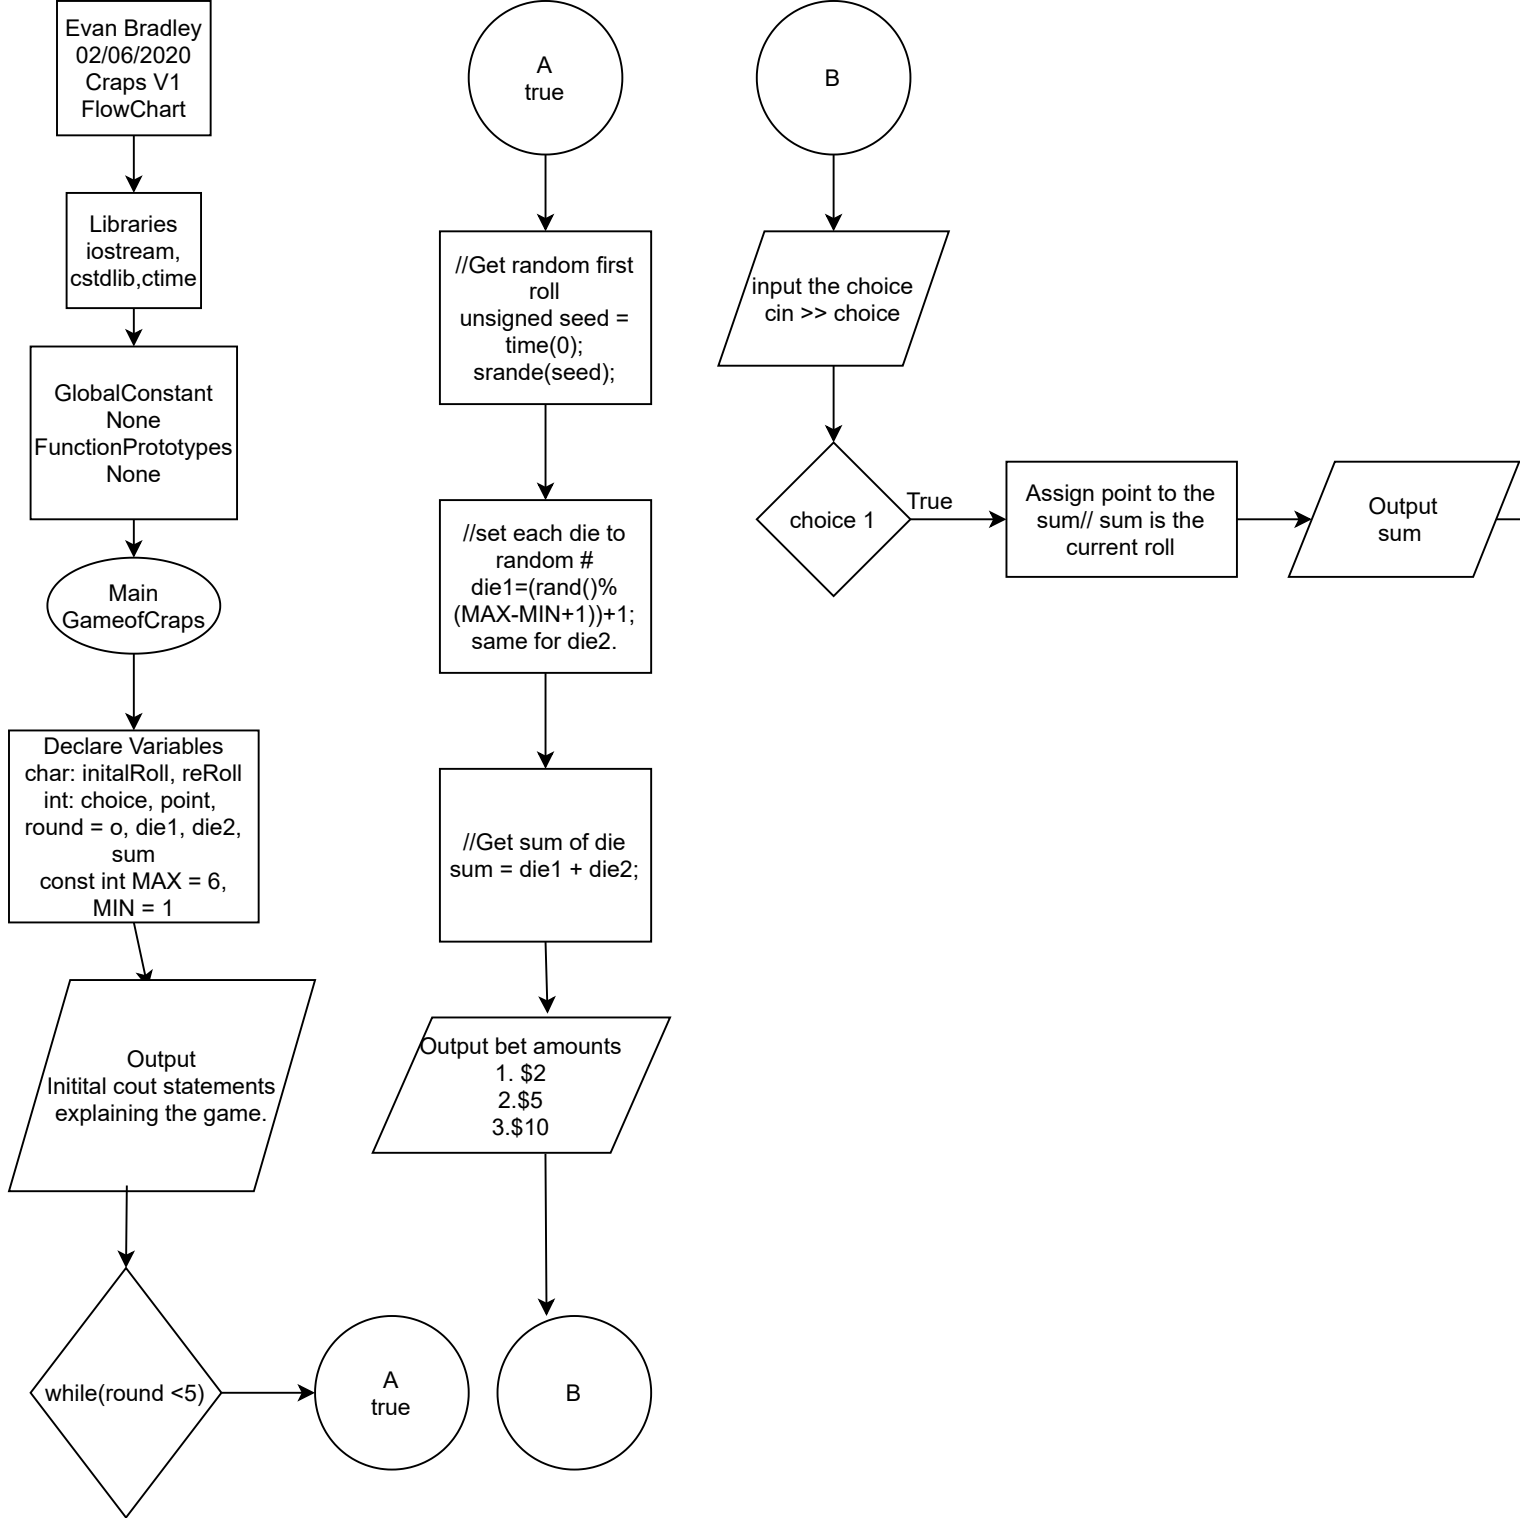 Evan Bradley
02/06/2020
Craps V1
FlowChart
Libraries
iostream,
cstdlib,ctime
GlobalConstant
None
FunctionPrototypes
None
Main
GameofCraps
Declare Variables
char: initalRoll, reRoll
int: choice, point,
round = o, die1, die2,
sum
const int MAX = 6,
MIN = 1
Output
Initital cout statements
explaining the game.
while(round <5)
A
true
A
true
//Get random first
roll
unsigned seed =
time(0);
srande(seed);
//set each die to
random #
die1=(rand()%
(MAX-MIN+1))+1;
same for die2.
//Get sum of die
sum = die1 + die2;
Output bet amounts
1. $2
2.$5
3.$10
B
B
input the choice
cin >> choice
choice 1
True
Assign point to the
sum// sum is the
current roll
Output
sum